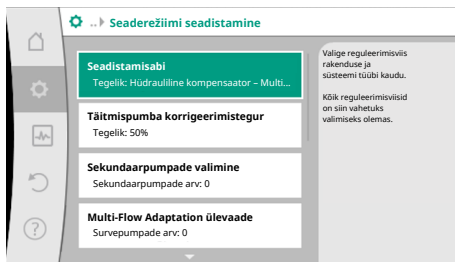 ..▶ Seaderežiimi seadistamine
Seadistamisabi
Tegelik: Hüdrauliline kompensaator – Multi...
Täitmispumba korrigeerimistegur
Tegelik: 50%
Sekundaarpumpade valimine
Sekundaarpumpade arv: 0
Multi-Flow Adaptation ülevaade
Survepumpade arv: 0
Valige reguleerimisviis
rakenduse ja
süsteemi tüübi kaudu.
Kõik reguleerimisviisid
on siin vahetuks
valimiseks olemas.
?